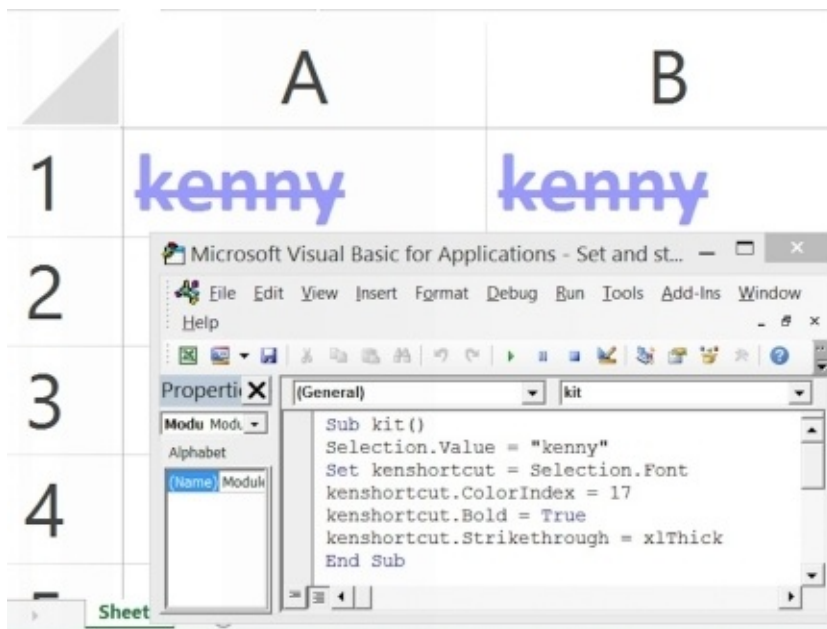 A B
1 kenny kenny
Microsoft Visual Basic for Applications - Set and st...
2 File Edit View Insert Format Debug Run Tools Add-Ins Window
Help
3 Properti (General) kit
Modu Modu
Alphabet
(Name) Module
Sub kit()
Selection.Value = "kenny"
Set kenshortcut = Selection.Font
kenshortcut.ColorIndex = 17
4 kenshortcut.Bold = True
kenshortcut.Strikethrough = xlThick
End Sub
Sheet